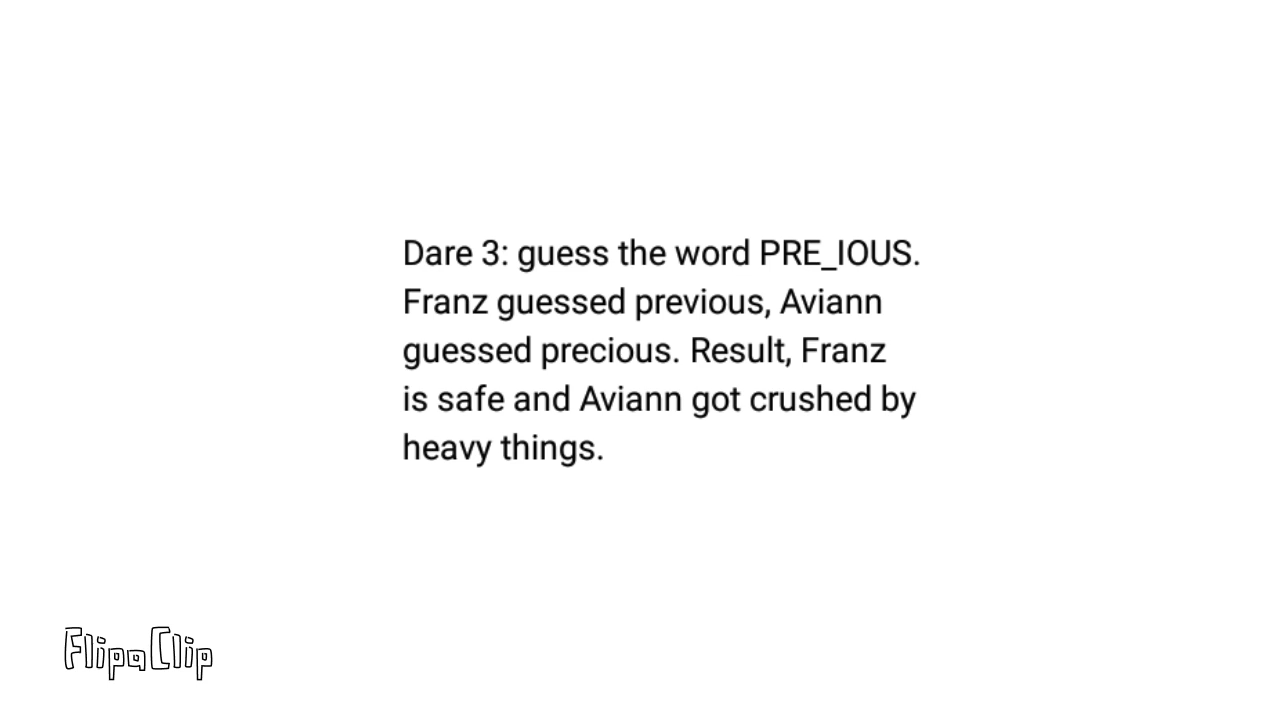 Dare 3: guess the word PRE_IOUS.
Franz guessed previous, Aviann
guessed precious. Result, Franz
is safe and Aviann got crushed by
heavy things.
FlipaClip